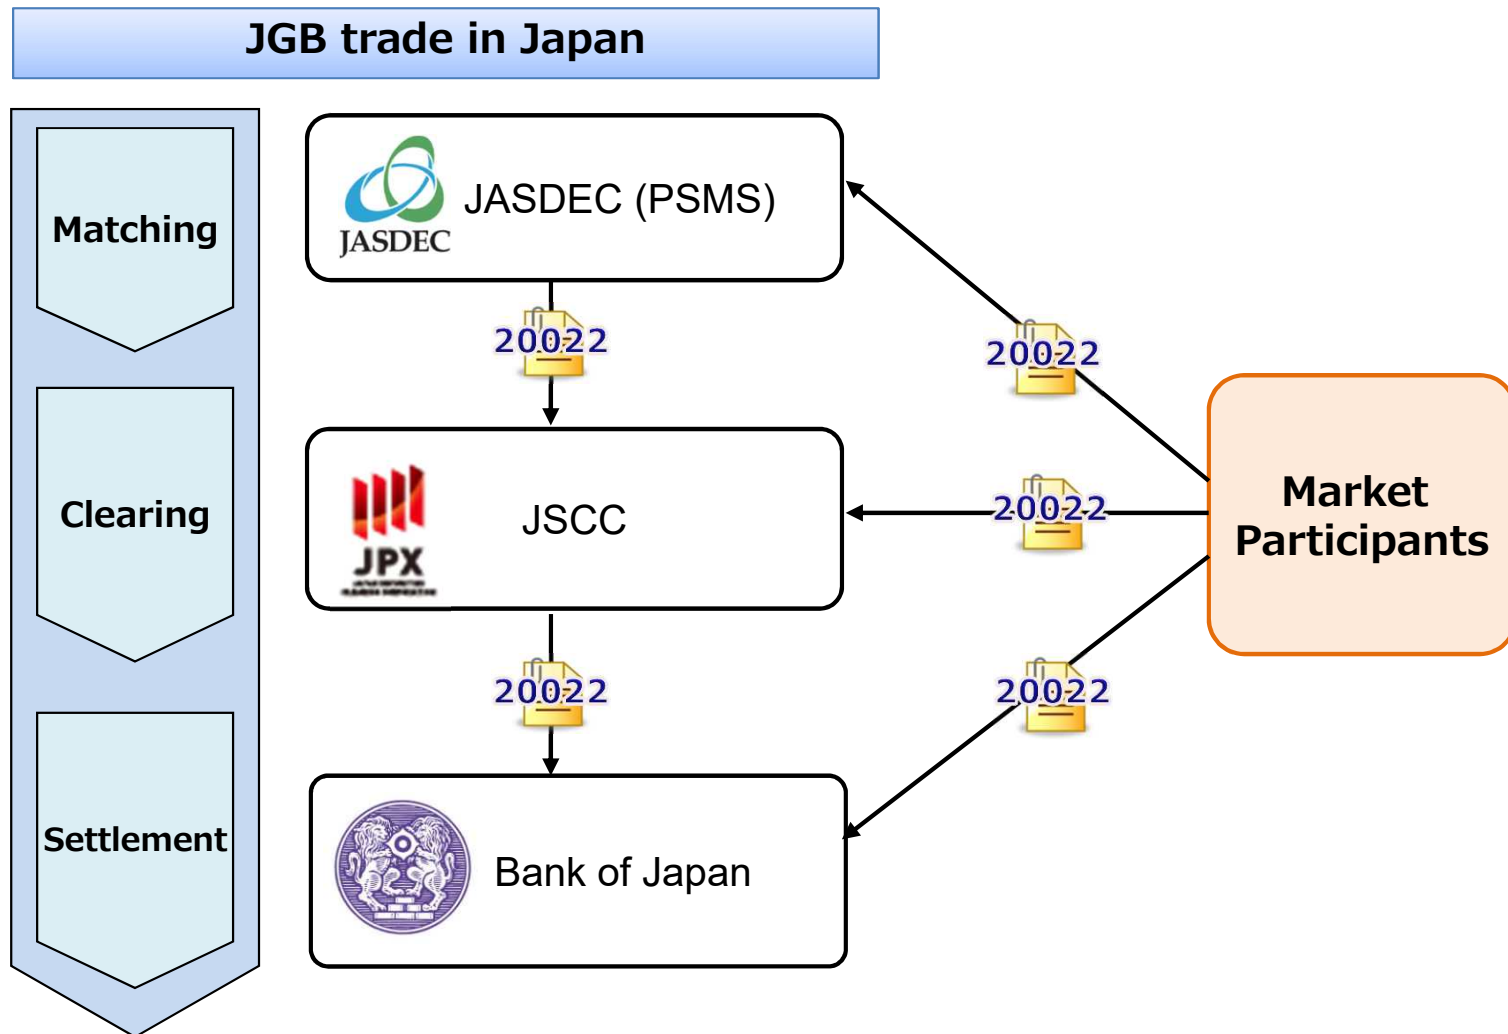 JGB trade in Japan
Matching
JASDEC
JASDEC (PSMS)
20022
20022
Clearing
JPX
JSCC
20022
Market
Participants
20022
20022
Settlement
Bank of Japan